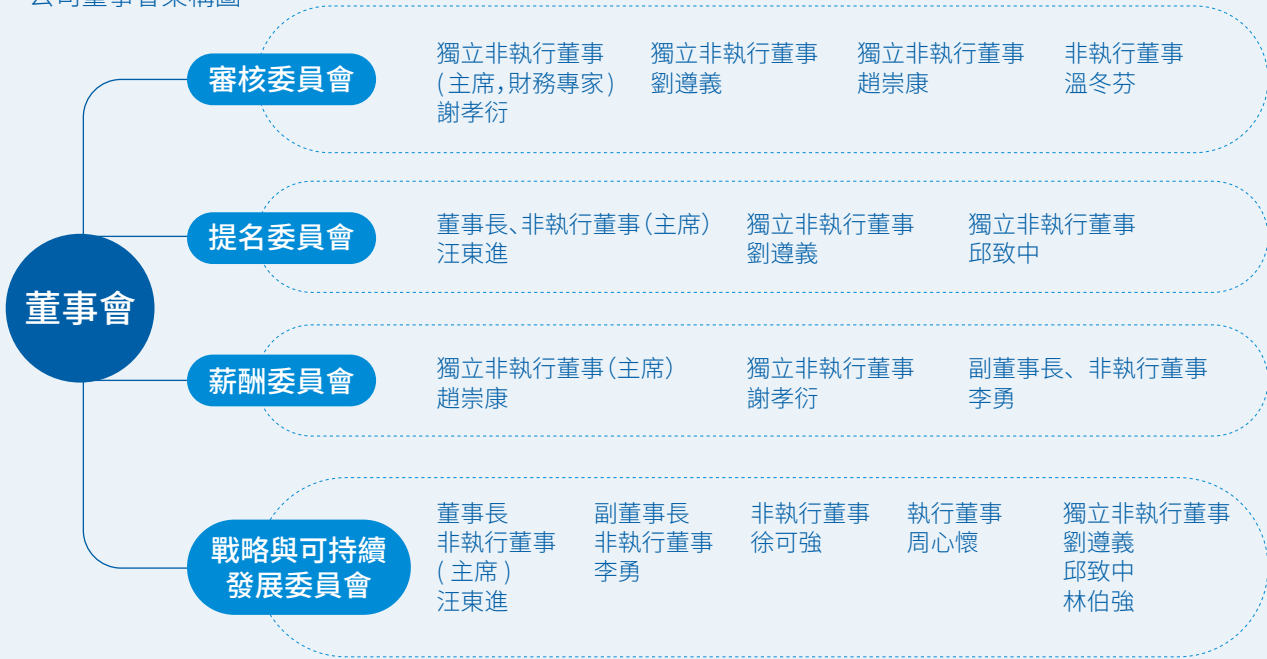 公司董事會架構圖
董事會
審核委員會
獨立非執行董事
(主席,財務專家)
謝孝衍
獨立非執行董事
劉遵義
獨立非執行董事
趙崇康
非執行董事
溫冬芬
提名委員會
董事長、非執行董事(主席)
汪東進
獨立非執行董事
劉遵義
獨立非執行董事
邱致中
薪酬委員會
獨立非執行董事(主席)
趙崇康
獨立非執行董事
謝孝衍
副董事長、非執行董事
李勇
戰略與可持續
發展委員會
董事長
非執行董事
(主席)
汪東進
副董事長
非執行董事
李勇
非執行董事
徐可強
執行董事
周心懷
獨立非執行董事
劉遵義
邱致中
林伯強